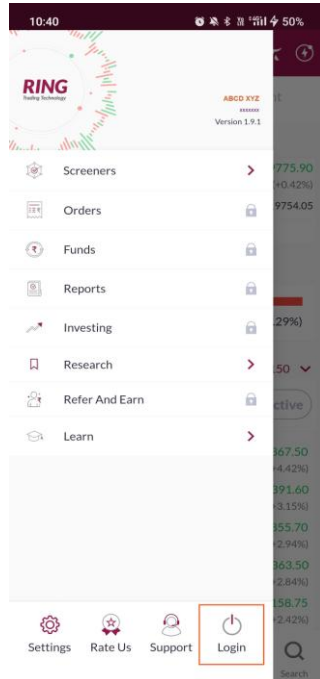 10:40
50%
RING
Trading Technology
ABCD XYZ
xxxxxxx
Version 1.9.1
Screeners
775.90
+0.42%)
Orders
9754.05
Funds
Reports
Investing
.29%)
Research
.50
Refer And Earn
ctive
Learn
367.50
+4.42%)
391.60
+3.15%)
355.70
+2.94%)
363.50
+2.84%)
158.75
+2.42%)
Settings
Rate Us
Support
Login
Search